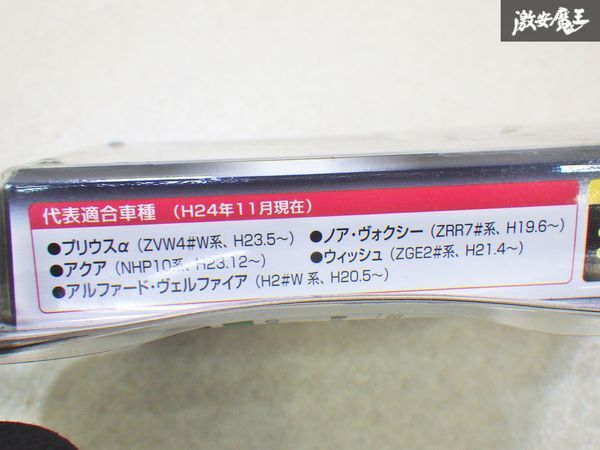 激安魔王
代表適合車種 （H24年11月現在）
●プリウスα（ZVW4#W系、H23.5～） ●ノア・ヴォクシー（ZRR7#系、H19.6～）
●アクア（NHP10系、H23.12～） ●ウィッシュ（ZGE2#系、H21.4～）
●アルファード・ヴェルファイア（H2#W系、H20.5～）